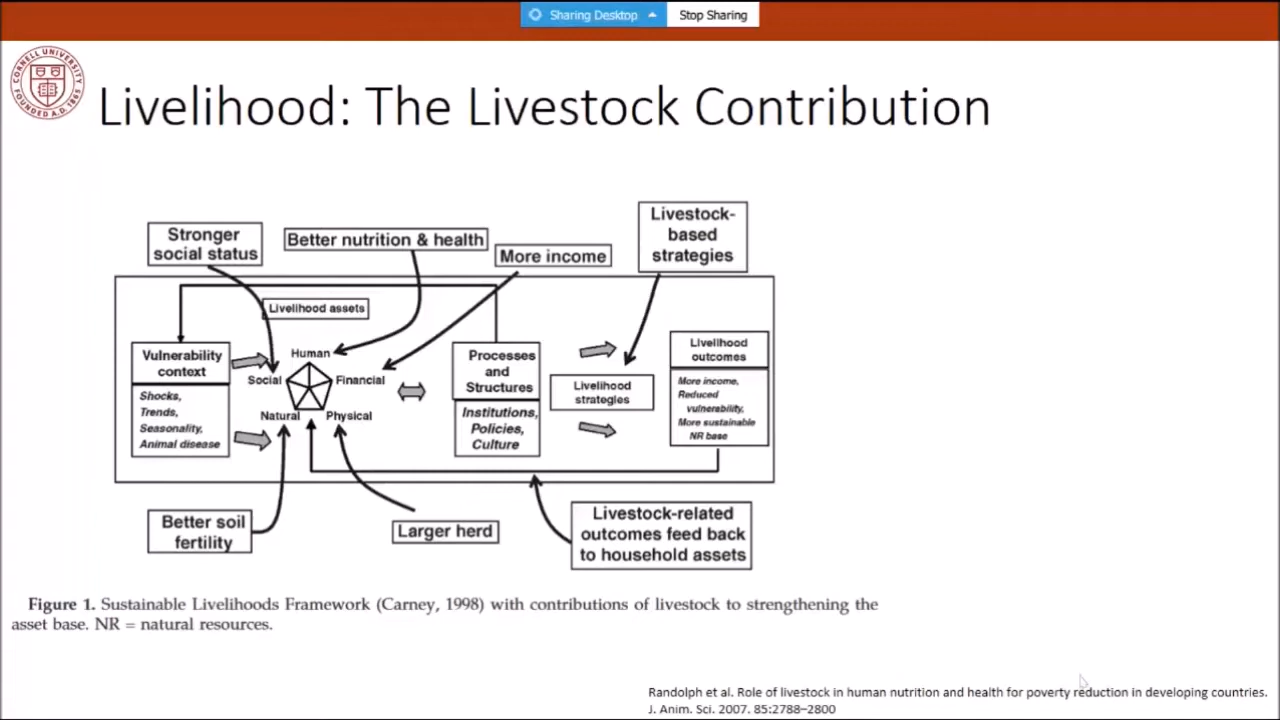 Sharing Desktop
Stop Sharing
CORNELL UNIVERSITY
FOUNDED A.D. 1865
Livelihood: The Livestock Contribution
Stronger
social status
Better nutrition & health
More income
Livestock-
based
strategies
Livelihood assets
Vulnerability
context
Shocks,
Trends,
Seasonality,
Animal disease
Human
Social
Financial
Natural
Physical
Processes
and
Structures
Institutions,
Policies,
Culture
Livelihood
strategies
Livelihood
outcomes
More income,
Reduced
vulnerability,
More sustainable
NR base
Better soil
fertility
Larger herd
Livestock-related
outcomes feed back
to household assets
Figure 1. Sustainable Livelihoods Framework (Carney, 1998) with contributions of livestock to strengthening the
asset base. NR = natural resources.
Randolph et al. Role of livestock in human nutrition and health for poverty reduction in developing countries.
J. Anim. Sci. 2007. 85:2788–2800